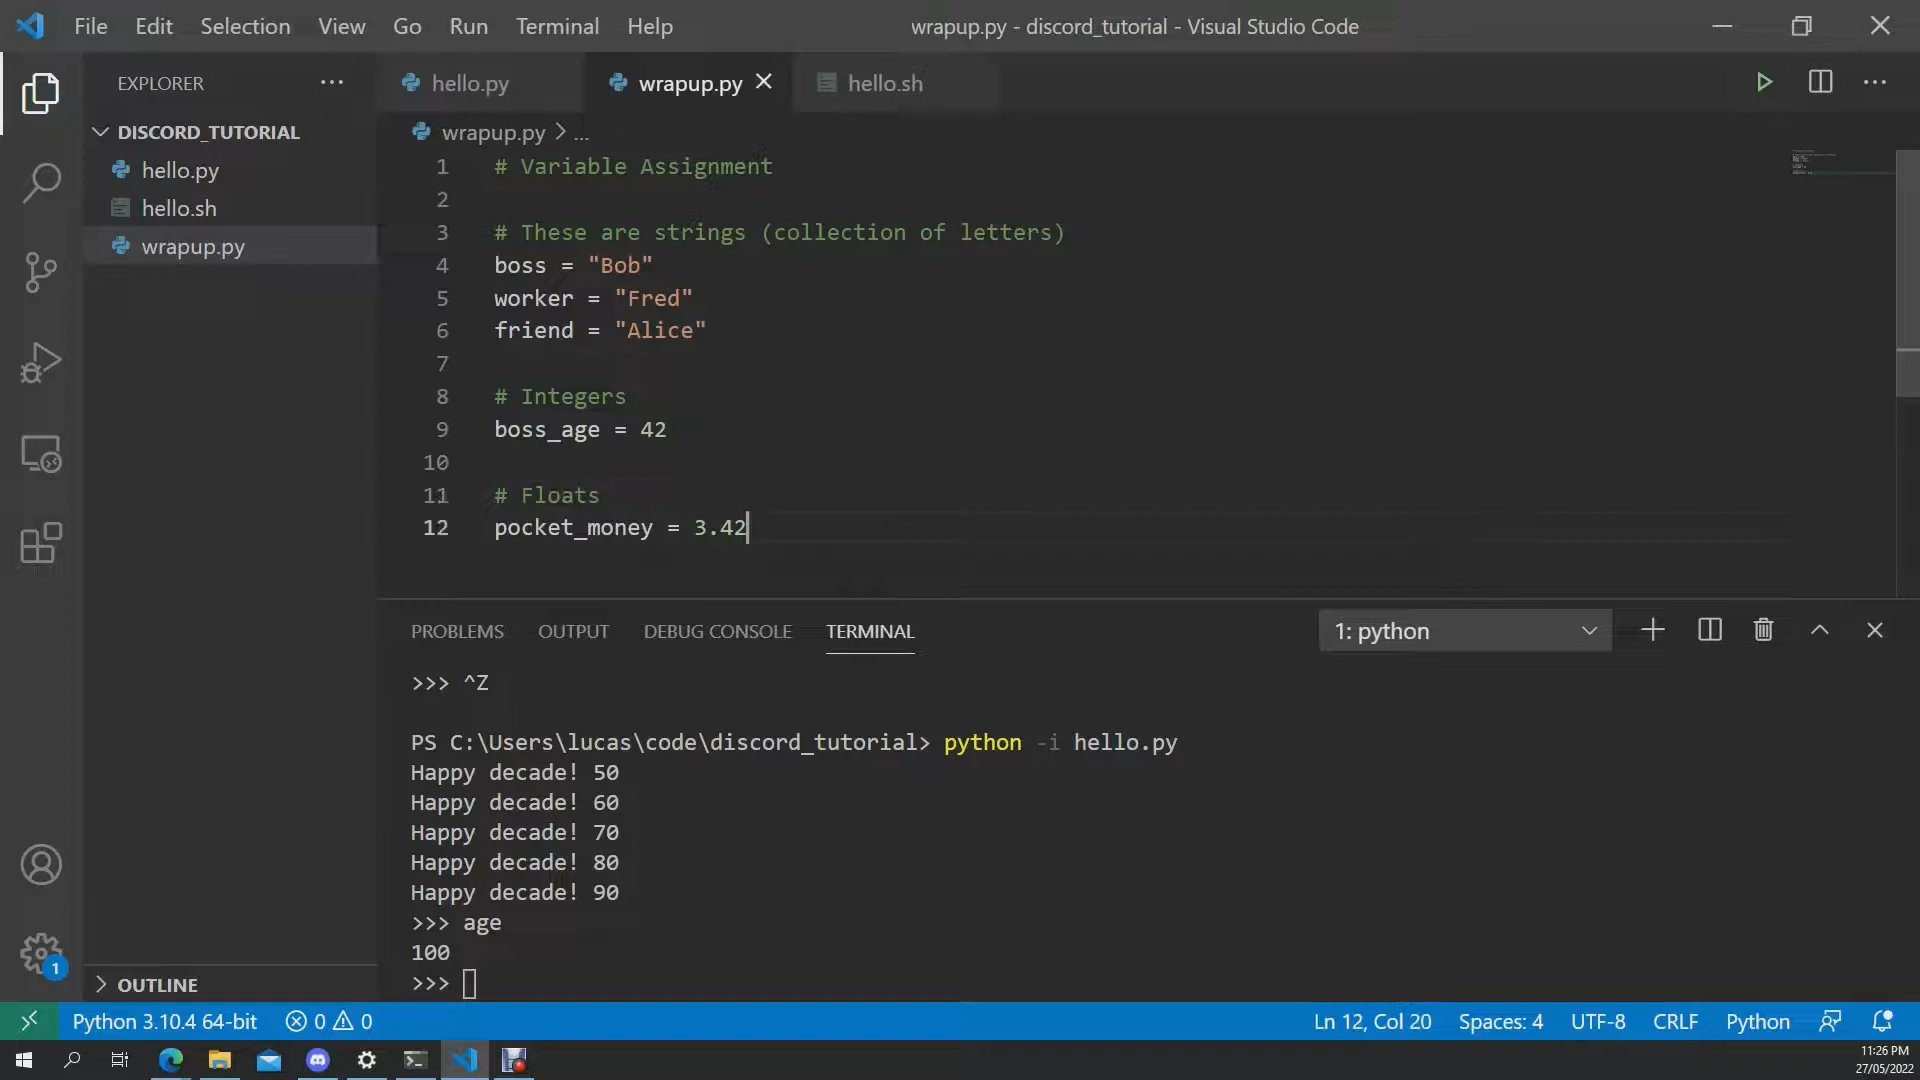 File Edit Selection View Go Run Terminal Help
wrapup.py - discord_tutorial - Visual Studio Code
EXPLORER
hello.py
wrapup.py
hello.sh
DISCORD_TUTORIAL
hello.py
hello.sh
wrapup.py
OUTLINE
wrapup.py > ...
1 # Variable Assignment
2
3 # These are strings (collection of letters)
4 boss = "Bob"
5 worker = "Fred"
6 friend = "Alice"
7
8 # Integers
9 boss_age = 42
10
11 # Floats
12 pocket_money = 3.42
PROBLEMS OUTPUT DEBUG CONSOLE TERMINAL
1: python
>>> ^Z
PS C:\Users\lucas\code\discord_tutorial> python -i hello.py
Happy decade! 50
Happy decade! 60
Happy decade! 70
Happy decade! 80
Happy decade! 90
>>> age
100
>>>
1
Python 3.10.4 64-bit 0 0
Ln 12, Col 20 Spaces: 4 UTF-8 CRLF Python
11:26 PM
27/05/2022